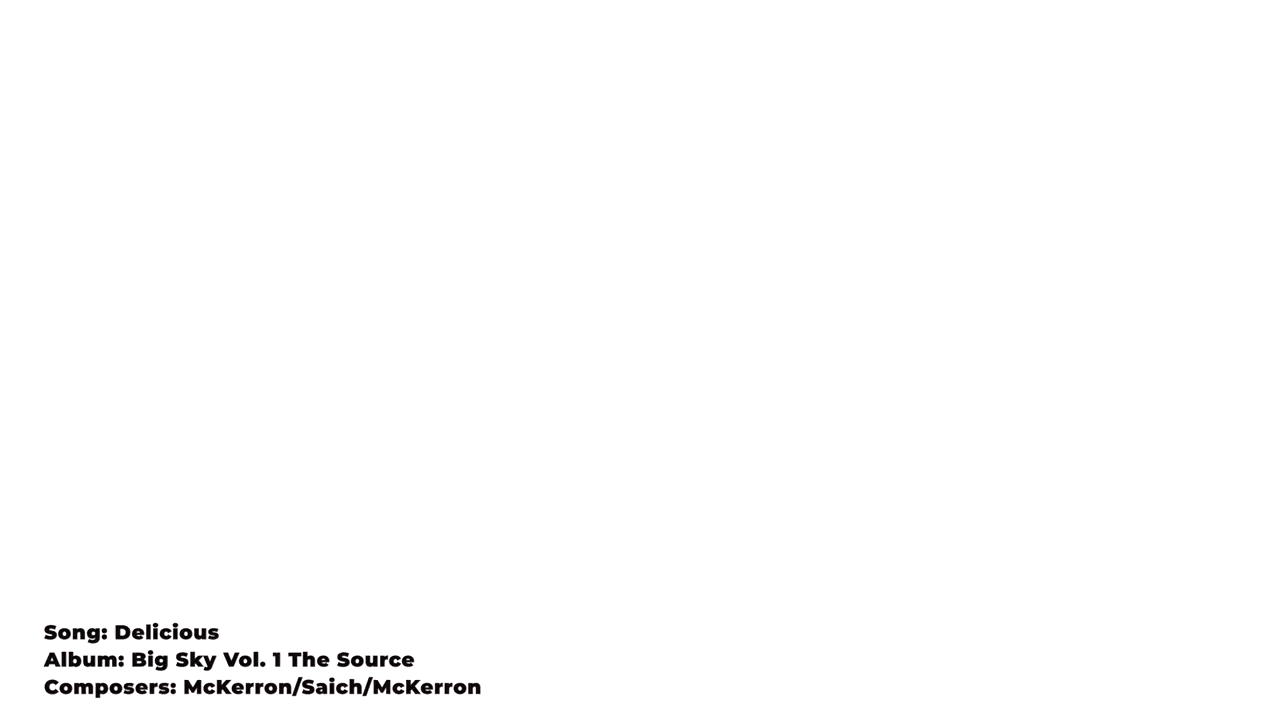 Song: Delicious
Album: Big Sky Vol. 1 The Source
Composers: McKerron/Saich/McKerron